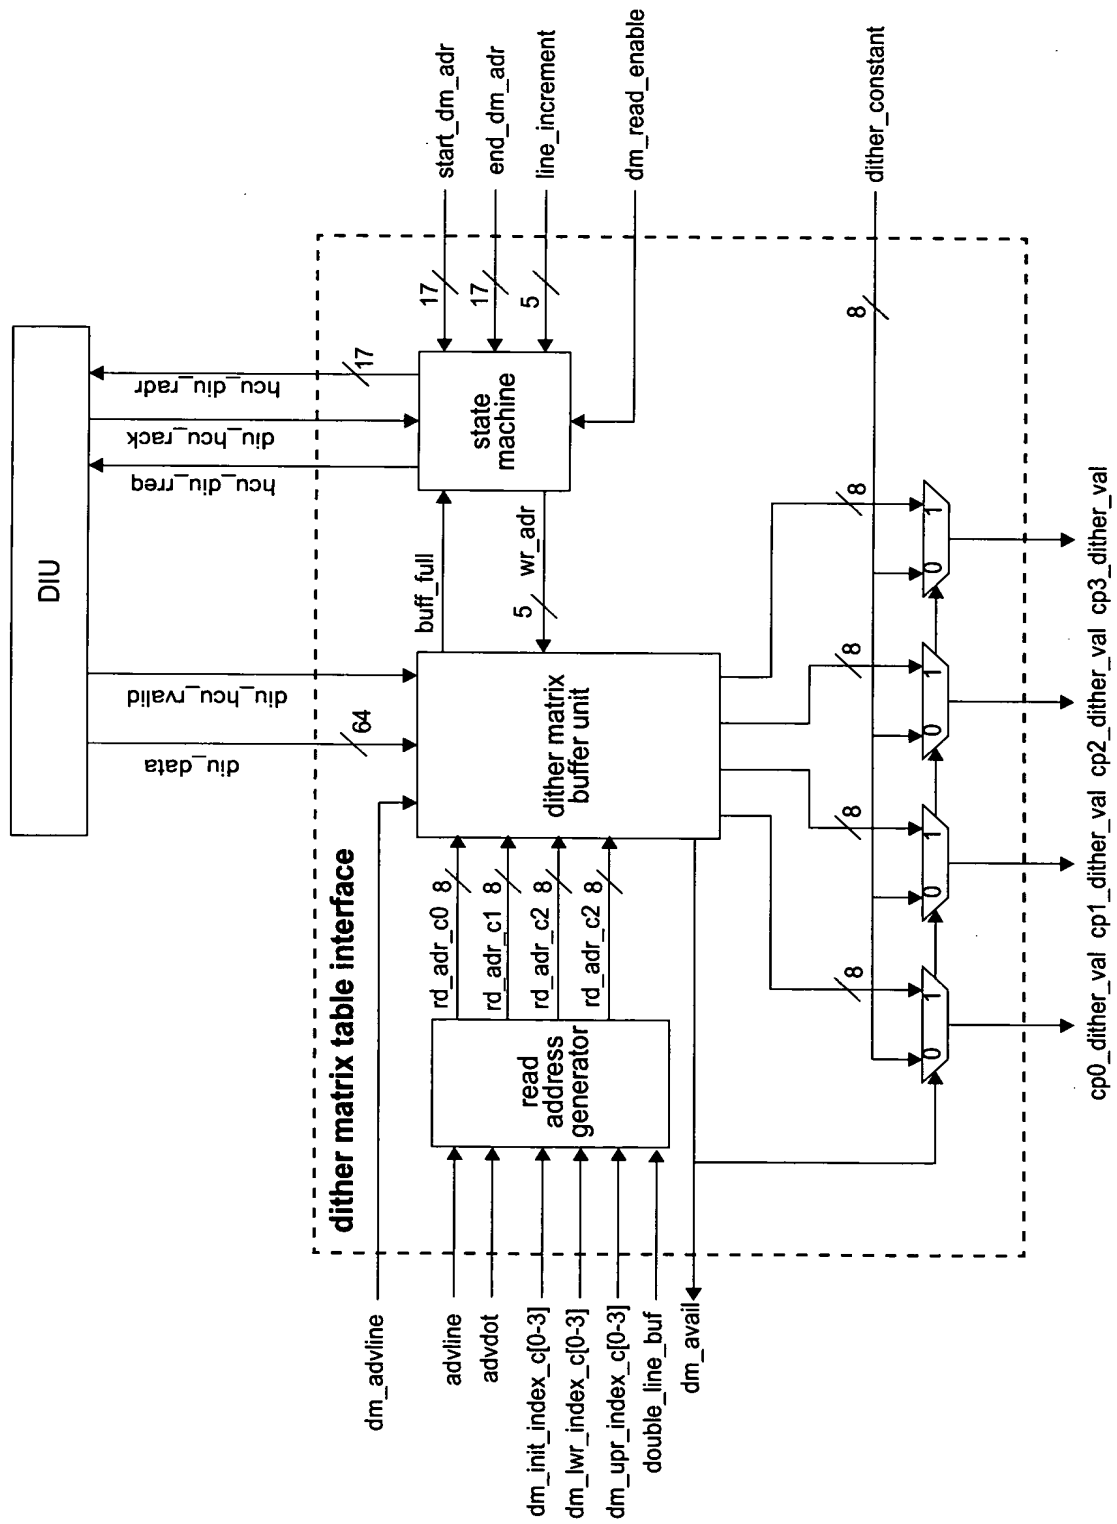 DIU
diu_data
64
diu_hcu_rvalid
hcu_diu_rreq
diu_hcu_rack
hcu_diu_radr
17
dither matrix table interface
dm_advline
advline
advdot
dm_init_index_c[0-3]
dm_lwr_index_c[0-3]
dm_upr_index_c[0-3]
double_line_buf
dm_avail
read
address
generator
rd_adr_c0
8
rd_adr_c1
8
rd_adr_c2
8
rd_adr_c2
8
dither matrix
buffer unit
buff_full
wr_adr
5
state
machine
17
start_dm_adr
17
end_dm_adr
5
line_increment
dm_read_enable
8
dither_constant
8
8
8
8
0 1
0 1
0 1
0 1
cp0_dither_val cp1_dither_val cp2_dither_val cp3_dither_val